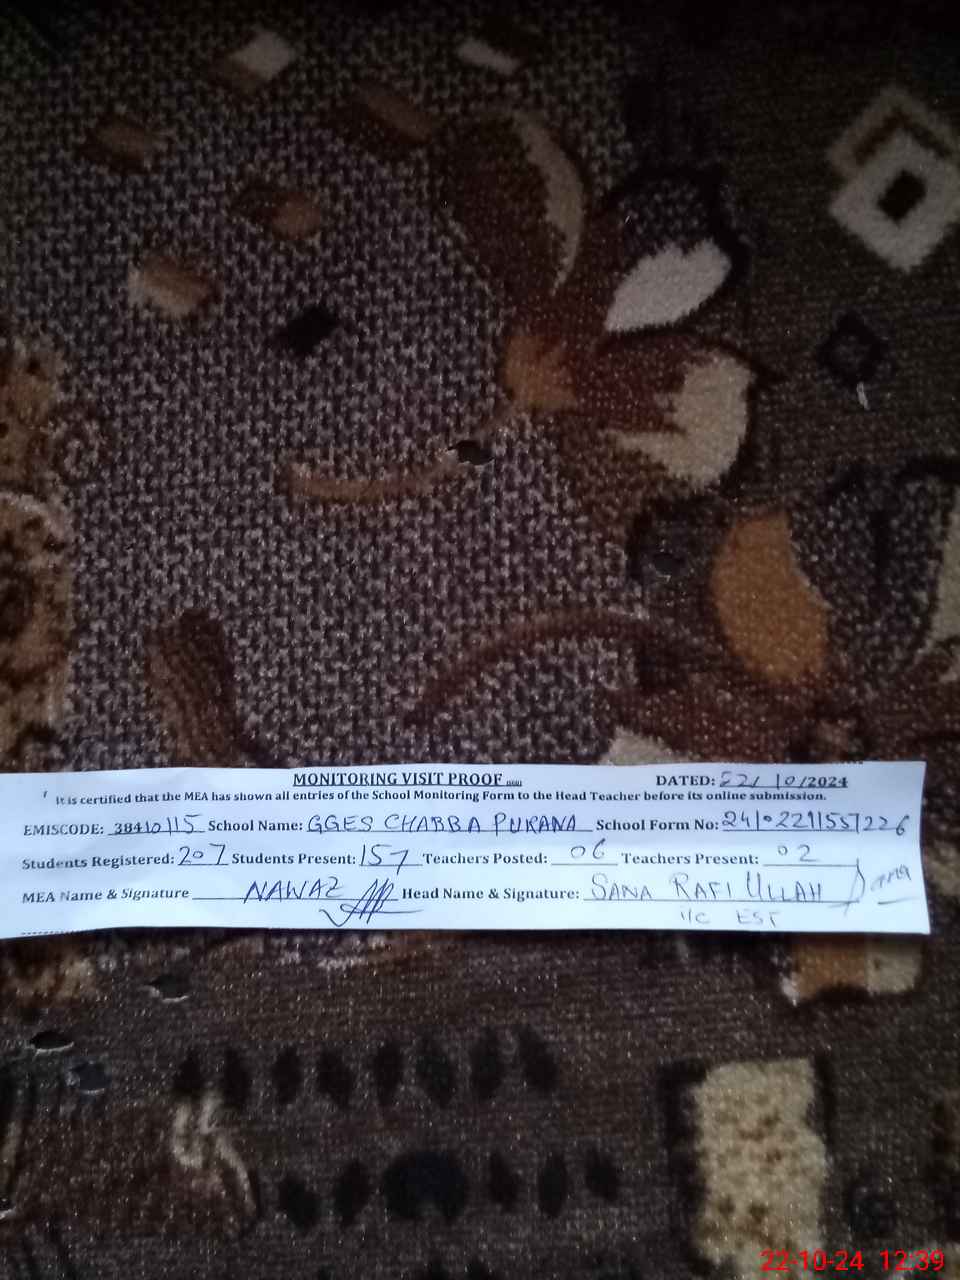 MONITORING VISIT PROOF DATED: 22/10/2024
It is certified that the MEA has shown all entries of the School Monitoring Form to the Head Teacher before its online submission.
EMISCODE: 38410115 School Name: GGES CHABBA PURANA School Form No: 24102211557226
Students Registered: 207 Students Present: 157 Teachers Posted: 06 Teachers Present: 02
MEA Name & Signature NAWAZ Head Name & Signature: SANA RAFI ULLAH Sana
I/C EST
22-10-24 12:39